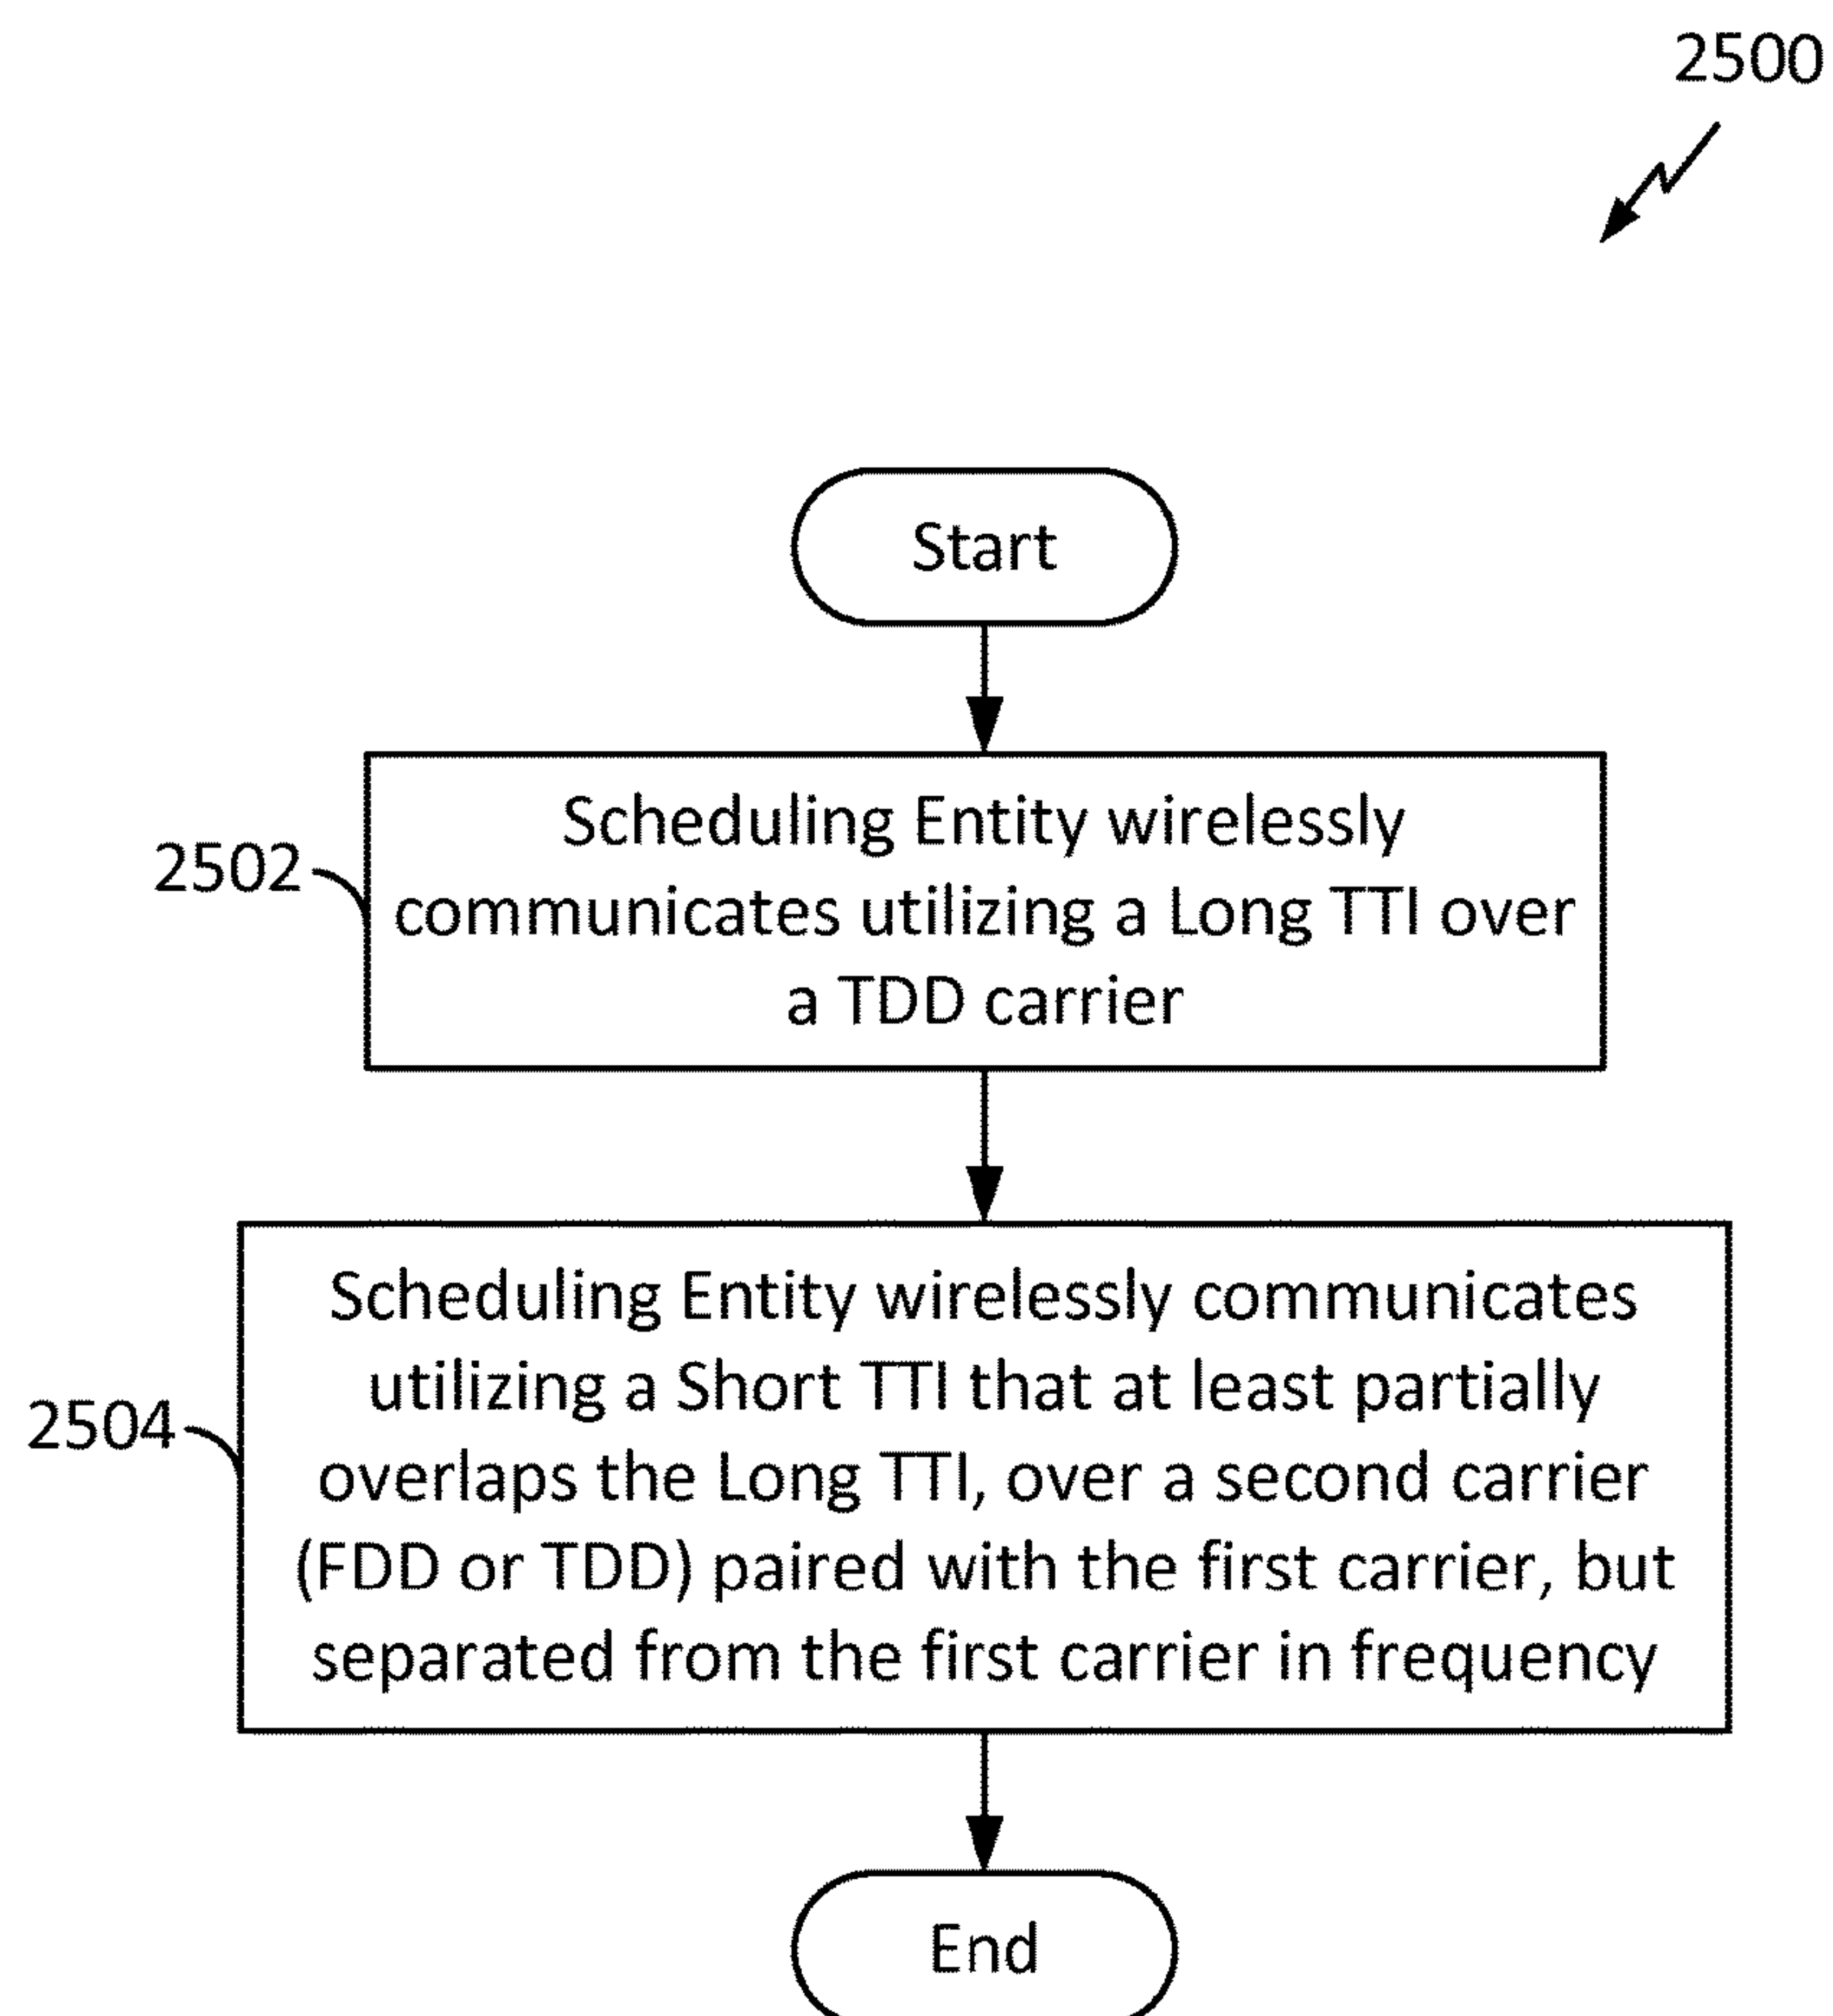 2500
Start
2502
Scheduling Entity wirelessly
communicates utilizing a Long TTI over
a TDD carrier
2504
Scheduling Entity wirelessly communicates
utilizing a Short TTI that at least partially
overlaps the Long TTI, over a second carrier
(FDD or TDD) paired with the first carrier, but
separated from the first carrier in frequency
End